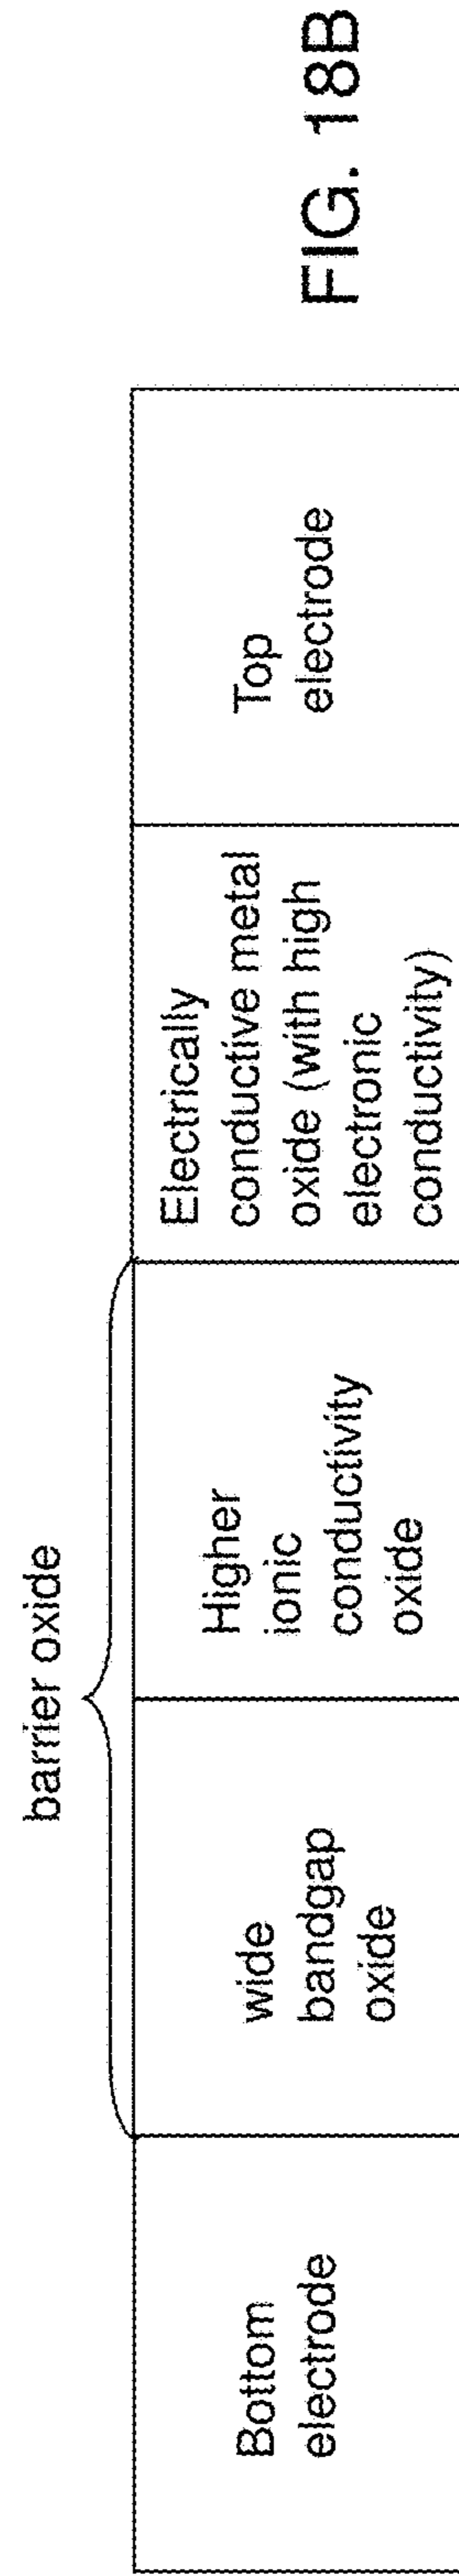 barrier oxide
Bottom
electrode
wide
bandgap
oxide
Higher
ionic
conductivity
oxide
Electrically
conductive metal
oxide (with high
electronic
conductivity)
Top
electrode
FIG. 18B